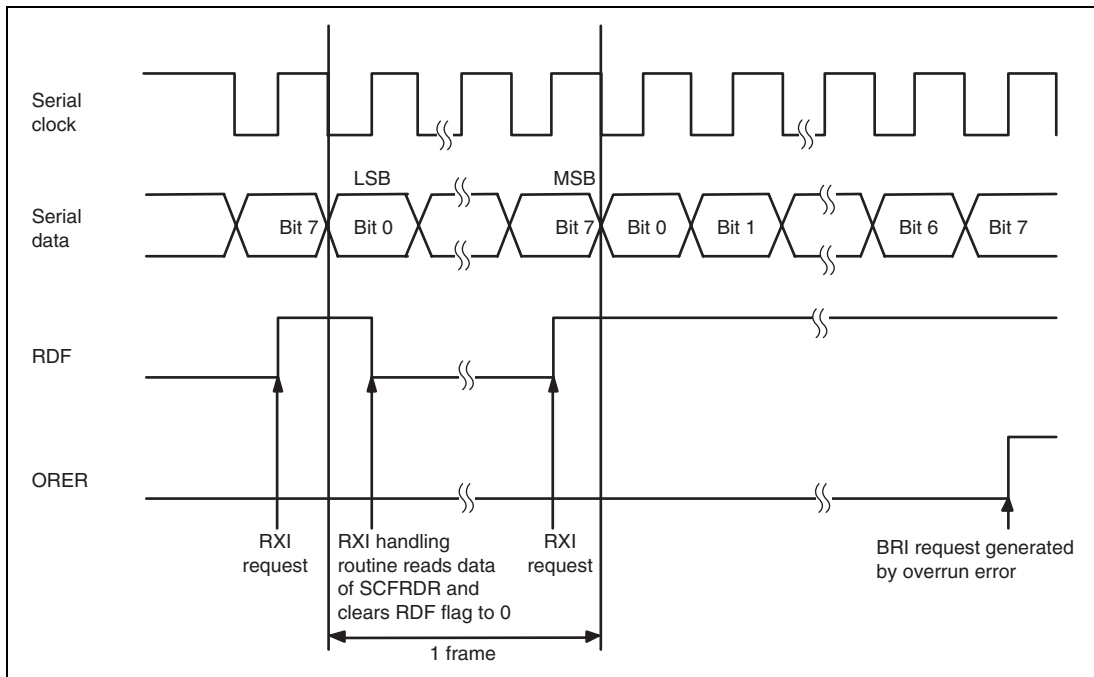 Serial
clock
LSB
MSB
Serial
data
Bit 7
Bit 0
Bit 7
Bit 0
Bit 1
Bit 6
Bit 7
RDF
ORER
RXI
request
RXI handling
routine reads data
of SCFRDR and
clears RDF flag to 0
RXI
request
BRI request generated
by overrun error
1 frame